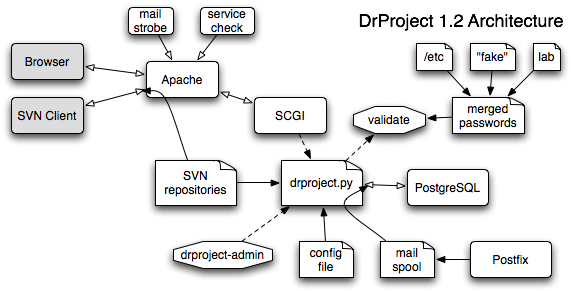 mail
strobe
service
check
DrProject 1.2 Architecture
Browser
/etc
"fake"
lab
Apache
SVN Client
SCGI
validate
merged
passwords
SVN
repositories
drproject.py
PostgreSQL
drproject-admin
config
file
mail
spool
Postfix